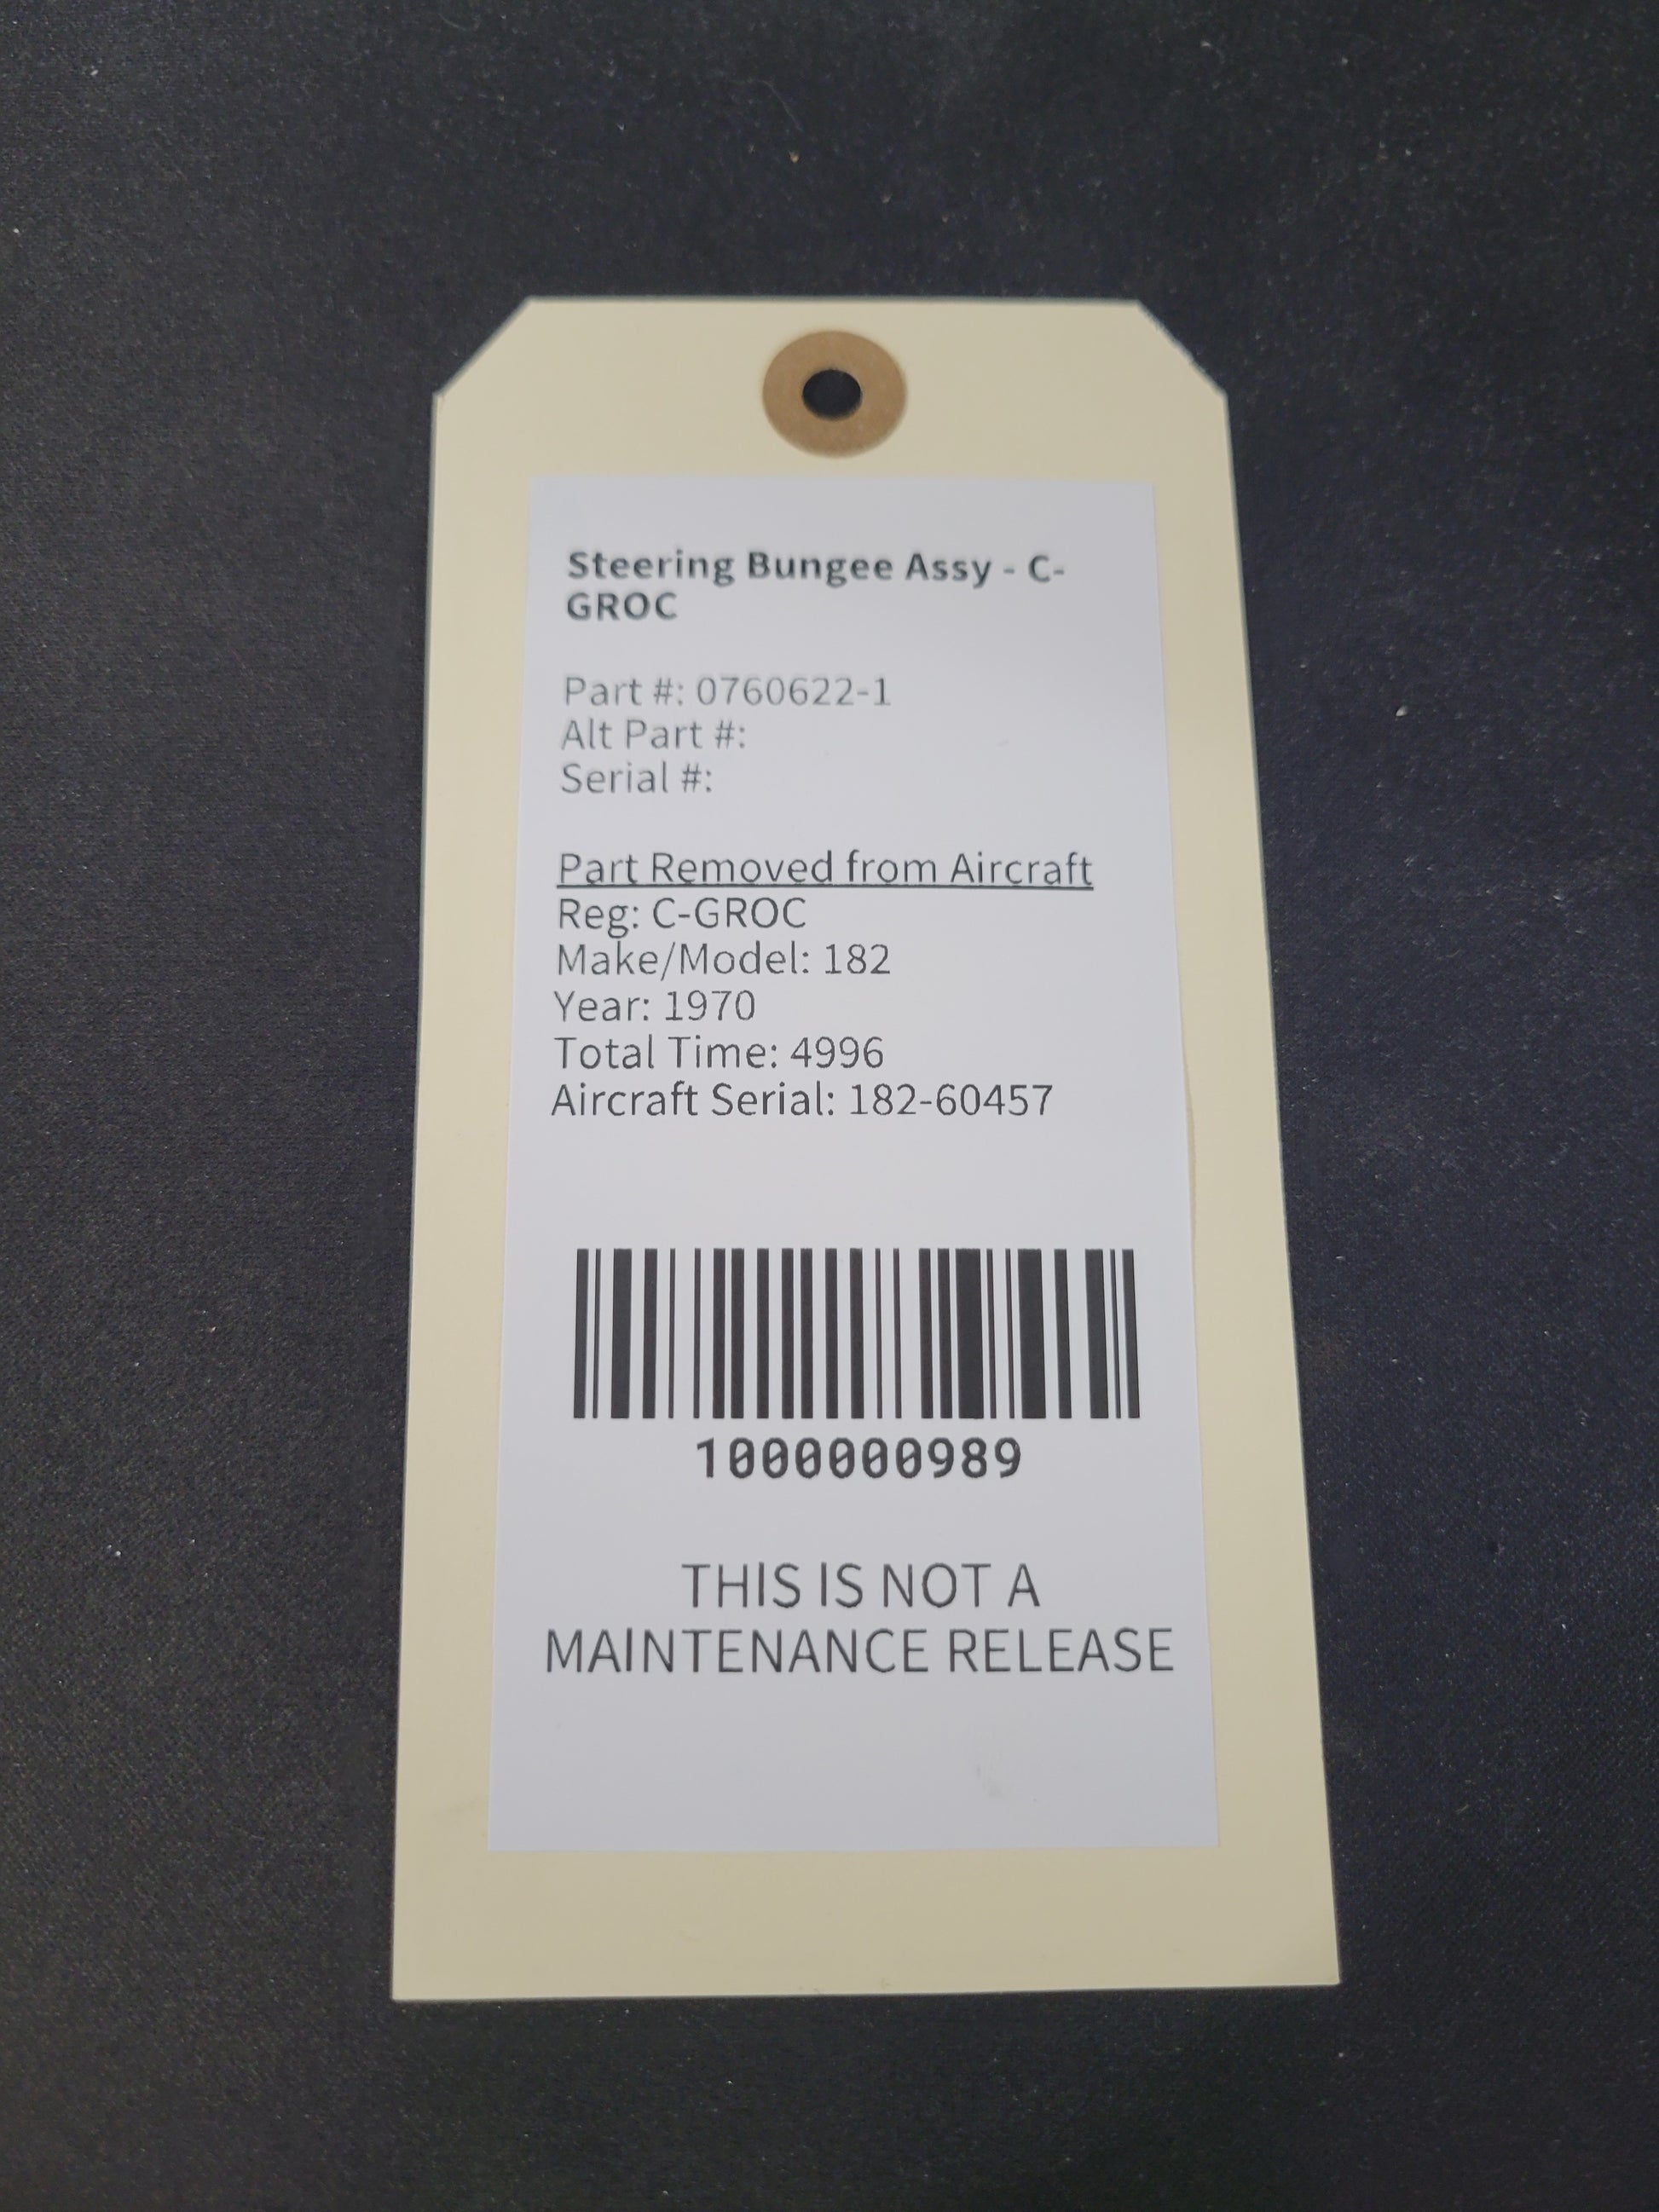 Steering Bungee Assy - C-
GROC
Part #: 0760622-1
Alt Part #:
Serial #:
Part Removed from Aircraft
Reg: C-GROC
Make/Model: 182
Year: 1970
Total Time: 4996
Aircraft Serial: 182-60457
1000000989
THIS IS NOT A
MAINTENANCE RELEASE